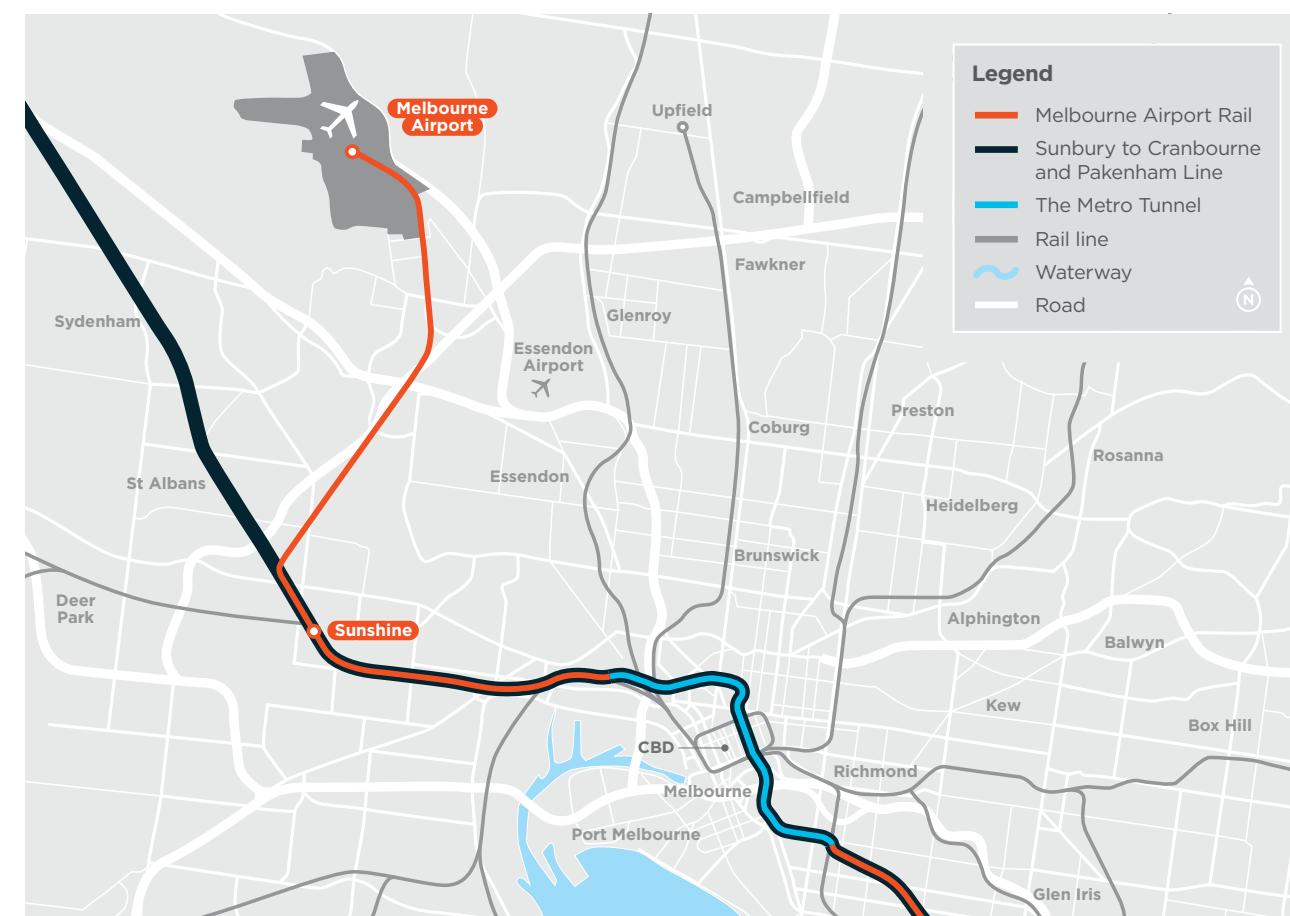 Legend
Melbourne Airport Rail
Sunbury to Cranbourne
and Pakenham Line
The Metro Tunnel
Rail line
Waterway
Road
N
Melbourne
Airport
Upfield
Campbellfield
Fawkner
Sydenham
Glenroy
Essendon
Airport
Preston
Coburg
Rosanna
St Albans
Essendon
Heidelberg
Brunswick
Deer
Park
Alphington
Sunshine
Balwyn
Kew
Box Hill
CBD
Richmond
Melbourne
Port Melbourne
Glen Iris